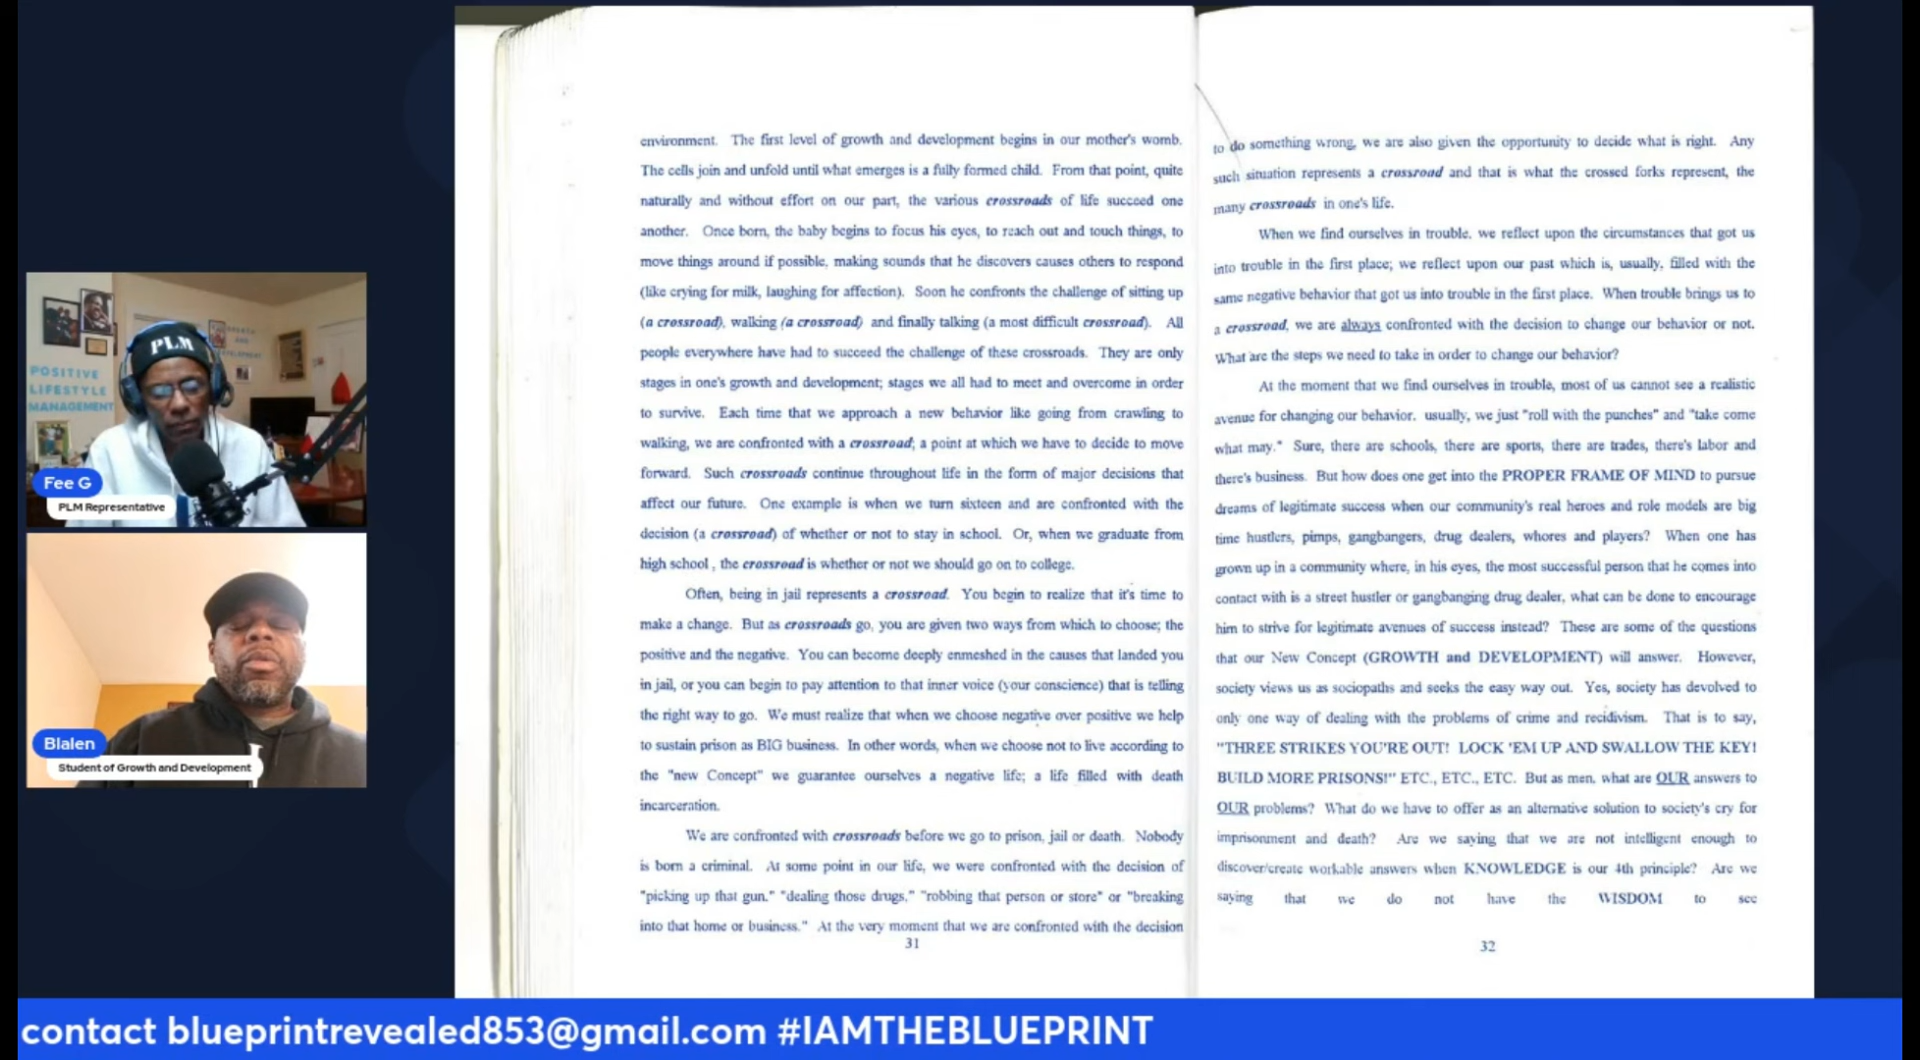 PLM
POSITIVE
LIFESTYLE
MANAGEMENT
Fee G
PLM Representative
Blalen
Student of Growth and Development
environment. The first level of growth and development begins in our mother's womb.
The cells join and unfold until what emerges is a fully formed child. From that point, quite
naturally and without effort on our part, the various crossroads of life succeed one
another. Once born, the baby begins to focus his eyes, to reach out and touch things, to
move things around if possible, making sounds that he discovers causes others to respond
(like crying for milk, laughing for affection). Soon he confronts the challenge of sitting up
(a crossroad), walking (a crossroad) and finally talking (a most difficult crossroad). All
people everywhere have had to succeed the challenge of these crossroads. They are only
stages in one's growth and development; stages we all had to meet and overcome in order
to survive. Each time that we approach a new behavior like going from crawling to
walking, we are confronted with a crossroad; a point at which we have to decide to move
forward. Such crossroads continue throughout life in the form of major decisions that
affect our future. One example is when we turn sixteen and are confronted with the
decision (a crossroad) of whether or not to stay in school. Or, when we graduate from
high school , the crossroad is whether or not we should go on to college.
Often, being in jail represents a crossroad. You begin to realize that it's time to
make a change. But as crossroads go, you are given two ways from which to choose; the
positive and the negative. You can become deeply enmeshed in the causes that landed you
in jail, or you can begin to pay attention to that inner voice (your conscience) that is telling
the right way to go. We must realize that when we choose negative over positive we help
to sustain prison as BIG business. In other words, when we choose not to live according to
the "new Concept" we guarantee ourselves a negative life; a life filled with death
incarceration.
We are confronted with crossroads before we go to prison, jail or death. Nobody
is born a criminal. At some point in our life, we were confronted with the decision of
"picking up that gun." "dealing those drugs," "robbing that person or store" or "breaking
into that home or business." At the very moment that we are confronted with the decision
31
to do something wrong, we are also given the opportunity to decide what is right. Any
such situation represents a crossroad and that is what the crossed forks represent, the
many crossroads in one's life.
When we find ourselves in trouble, we reflect upon the circumstances that got us
into trouble in the first place; we reflect upon our past which is, usually, filled with the
same negative behavior that got us into trouble in the first place. When trouble brings us to
a crossroad, we are always confronted with the decision to change our behavior or not.
What are the steps we need to take in order to change our behavior?
At the moment that we find ourselves in trouble, most of us cannot see a realistic
avenue for changing our behavior. usually, we just "roll with the punches" and "take come
what may." Sure, there are schools, there are sports, there are trades, there's labor and
there's business. But how does one get into the PROPER FRAME OF MIND to pursue
dreams of legitimate success when our community's real heroes and role models are big
time hustlers, pimps, gangbangers, drug dealers, whores and players? When one has
grown up in a community where, in his eyes, the most successful person that he comes into
contact with is a street hustler or gangbanging drug dealer, what can be done to encourage
him to strive for legitimate avenues of success instead? These are some of the questions
that our New Concept (GROWTH and DEVELOPMENT) will answer. However,
society views us as sociopaths and seeks the easy way out. Yes, society has devolved to
only one way of dealing with the problems of crime and recidivism. That is to say,
"THREE STRIKES YOU'RE OUT! LOCK 'EM UP AND SWALLOW THE KEY!
BUILD MORE PRISONS!" ETC., ETC., ETC. But as men, what are OUR answers to
OUR problems? What do we have to offer as an alternative solution to society's cry for
imprisonment and death? Are we saying that we are not intelligent enough to
discover/create workable answers when KNOWLEDGE is our 4th principle? Are we
saying that we do not have the WISDOM to see
32
contact blueprintrevealed853@gmail.com #IAMTHEBLUEPRINT